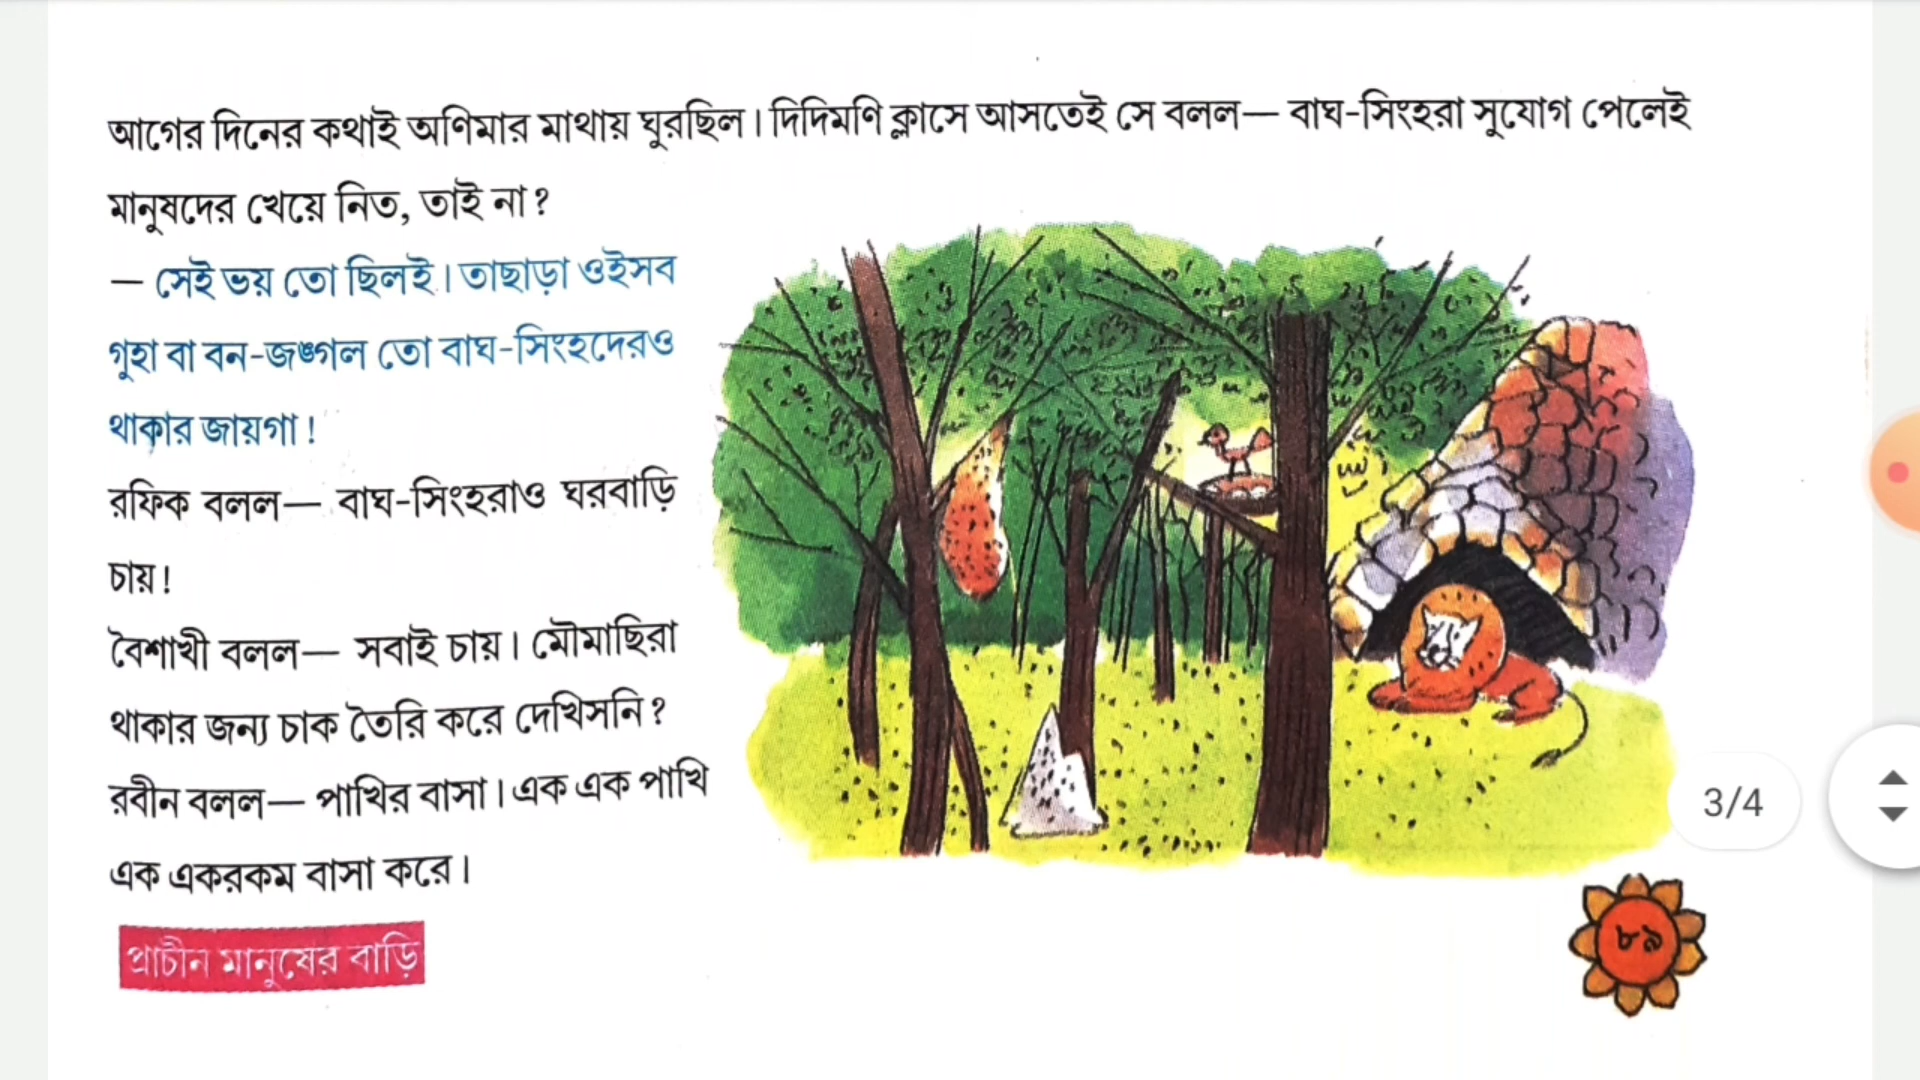 আগের দিনের কথাই অণিমার মাথায় ঘুরছিল। দিদিমণি ক্লাসে আসতেই সে বলল— বাঘ-সিংহরা সুযোগ পেলেই
মানুষদের খেয়ে নিত, তাই না?
— সেই ভয় তো ছিলই। তাছাড়া ওইসব
গুহা বা বন-জঙ্গল তো বাঘ-সিংহদেরও
থাকার জায়গা!
রফিক বলল— বাঘ-সিংহরাও ঘরবাড়ি
চায়!
বৈশাখী বলল— সবাই চায়। মৌমাছিরা
থাকার জন্য চাক তৈরি করে দেখিসনি?
রবীন বলল— পাখির বাসা। এক এক পাখি
এক একরকম বাসা করে।
3/4
৮৯
প্রাচীন মানুষের বাড়ি